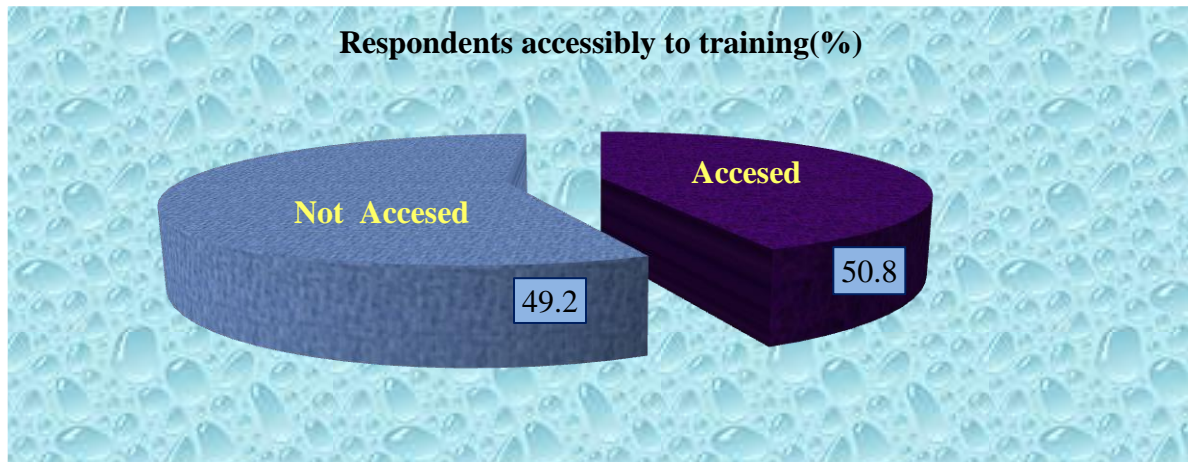 Respondents accessibly to training(%)
Accesed
Not Accesed
50.8
49.2